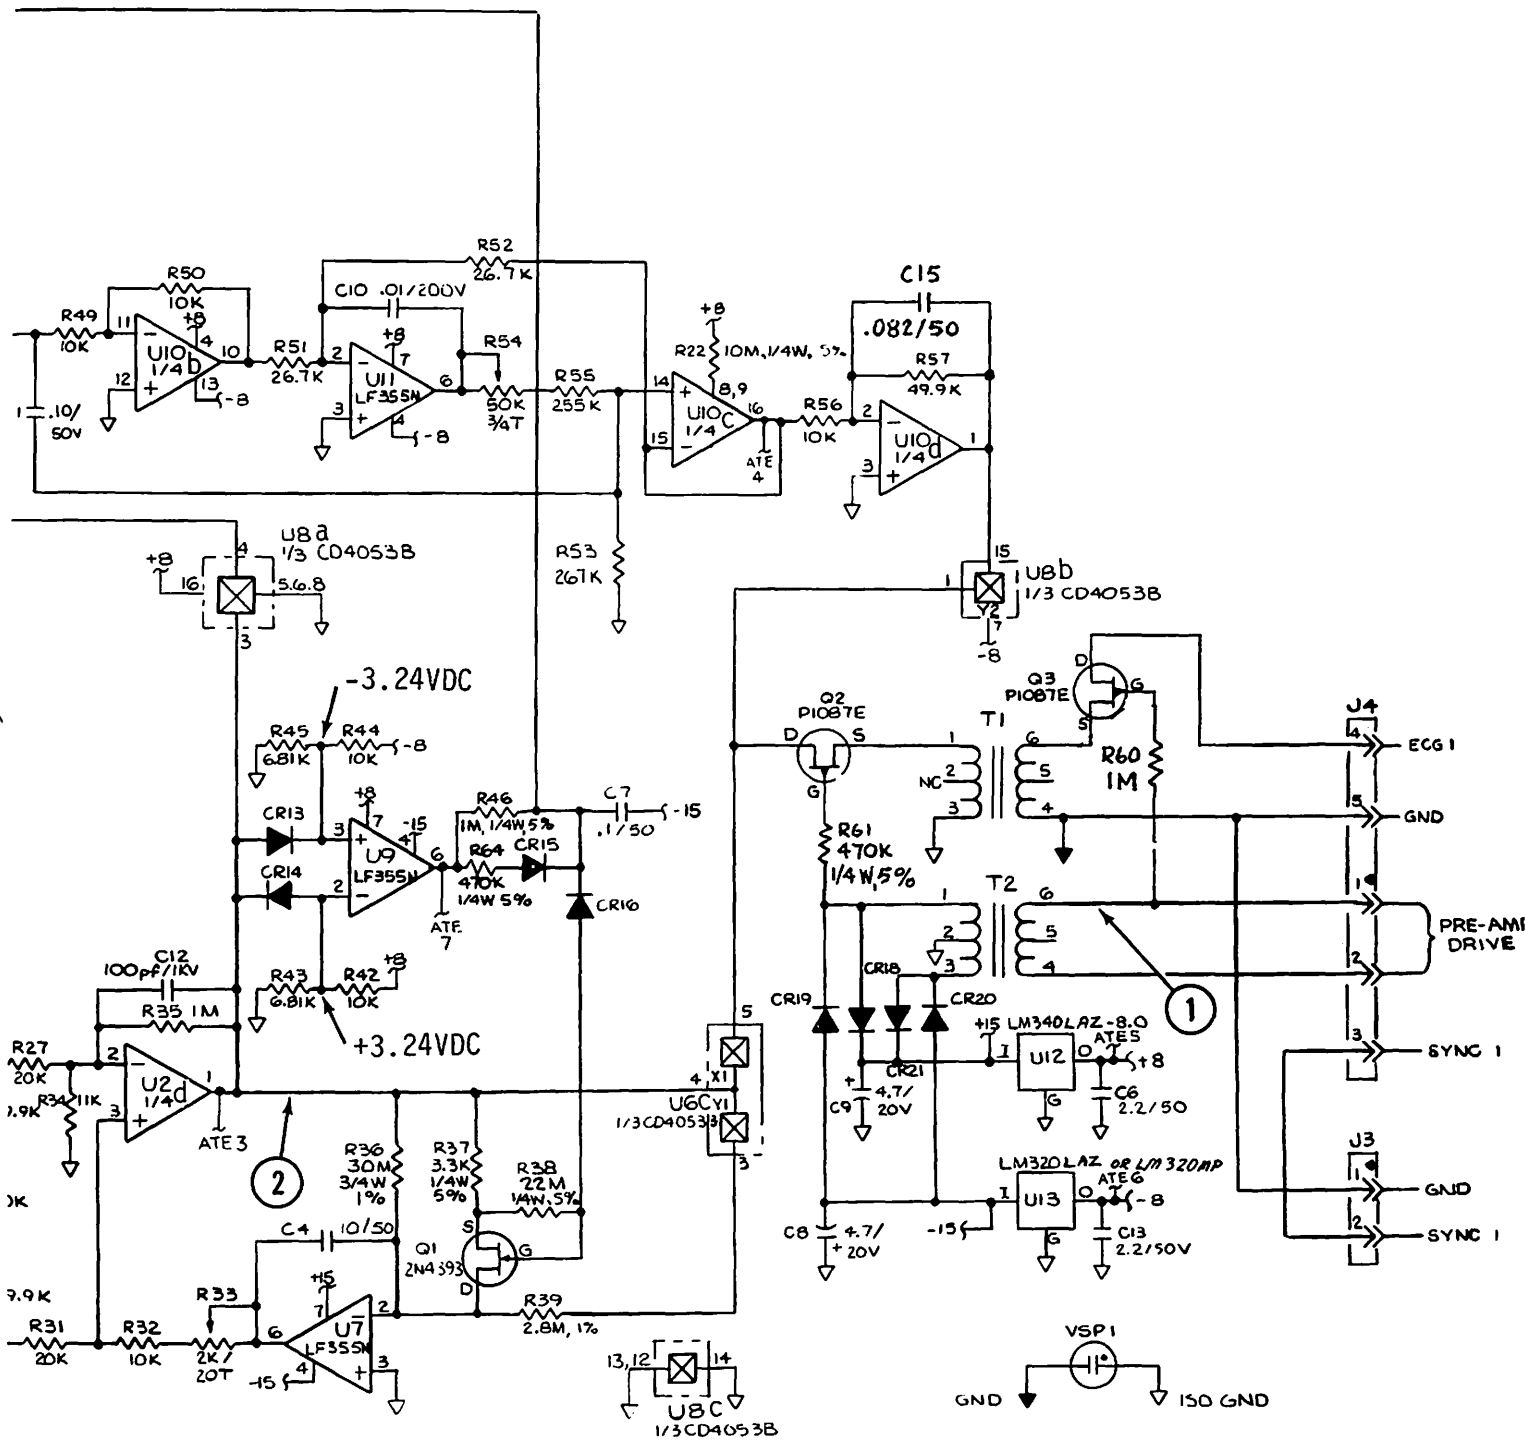 R52
26.7K
R50
10K
+8
4
C10 .01/200V
C15
.082/50
+8
R49
10K
11
U10b
1/4
10
R51
26.7K
12
13
-8
2
+8
7
U11
LF355N
6
3
4
-8
R54
50K
3/4T
R55
255K
R22
10M, 1/4W, 5%
8,9
14
U10C
1/4
16
15
ATE
4
R56
10K
R57
49.9K
2
U10d
1/4
1
3
.10/
50V
U8a
1/3 CD4053B
4
+8
16
5.6.8
3
R53
267K
15
U8b
1/3 CD4053B
1
Y2
7
-8
-3.24VDC
D
Q3
P1087E
G
S
Q2
P1087E
D
S
G
T1
1
2
NC
3
6
5
4
R60
1M
J4
4
ECG 1
5
GND
R45
6.81K
R44
10K
-8
R46
1M, 1/4W, 5%
C7
.1/50
-15
CR13
+8
7
-15
4
3
U9
LF355N
6
2
R64
470K
1/4W 5%
CR15
CR14
CR16
ATE
7
R61
470K
1/4W, 5%
T2
1
2
3
6
5
4
1
2
PRE-AMP
DRIVE
C12
100pf/1KV
R43
6.81K
R42
10K
+8
R35 1M
+3.24VDC
CR18
CR19
CR20
CR21
1
+15
LM340LAZ-8.0
ATE5
I
U12
O
+8
G
C6
2.2/50
C9
4.7/
20V
3
SYNC 1
R27
20K
R34
11K
2
U2d
1/4
1
3
ATE3
2
5
X1
4
U6C
Y1
1/3CD4053B
3
R36
30M
3/4W
1%
R37
3.3K
1/4W
5%
R38
22M
1/4W, 5%
LM320LAZ OR LM320MP
ATE6
I
U13
O
-8
G
-15
C8
4.7/
20V
C13
2.2/50V
J3
1
GND
2
SYNC 1
C4
10/50
Q1
2N4393
S
G
D
9.9K
R31
20K
R32
10K
R33
2K/
20T
+15
7
6
U7
LF355N
2
4
3
-15
R39
2.8M, 1%
13,12
14
U8C
1/3CD4053B
VSP1
GND
ISO GND